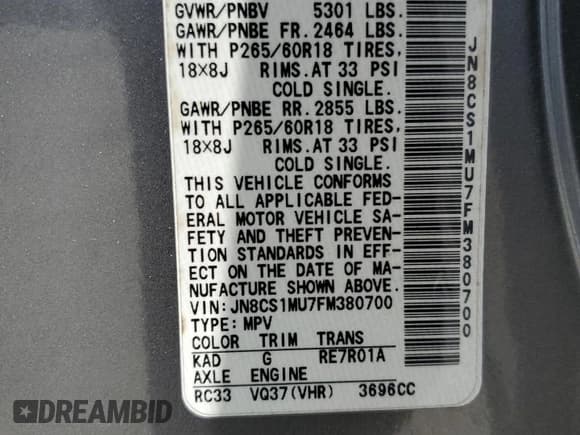 GVWR/PNBV 5301 LBS.
GAWR/PNBE FR. 2464 LBS.
WITH P265/60R18 TIRES,
18×8J RIMS. AT 33 PSI
COLD SINGLE.
GAWR/PNBE RR. 2855 LBS.
WITH P265/60R18 TIRES,
18×8J RIMS. AT 33 PSI
COLD SINGLE.
THIS VEHICLE CONFORMS
TO ALL APPLICABLE FED-
ERAL MOTOR VEHICLE SA-
FETY AND THEFT PREVEN-
TION STANDARDS IN EFF-
ECT ON THE DATE OF MA-
NUFACTURE SHOWN ABOVE.
VIN: JN8CS1MU7FM380700
TYPE: MPV
COLOR TRIM TRANS
KAD G RE7R01A
AXLE ENGINE
RC33 VQ37(VHR) 3696CC
JN8CS1MU7FM380700
DREAMBID